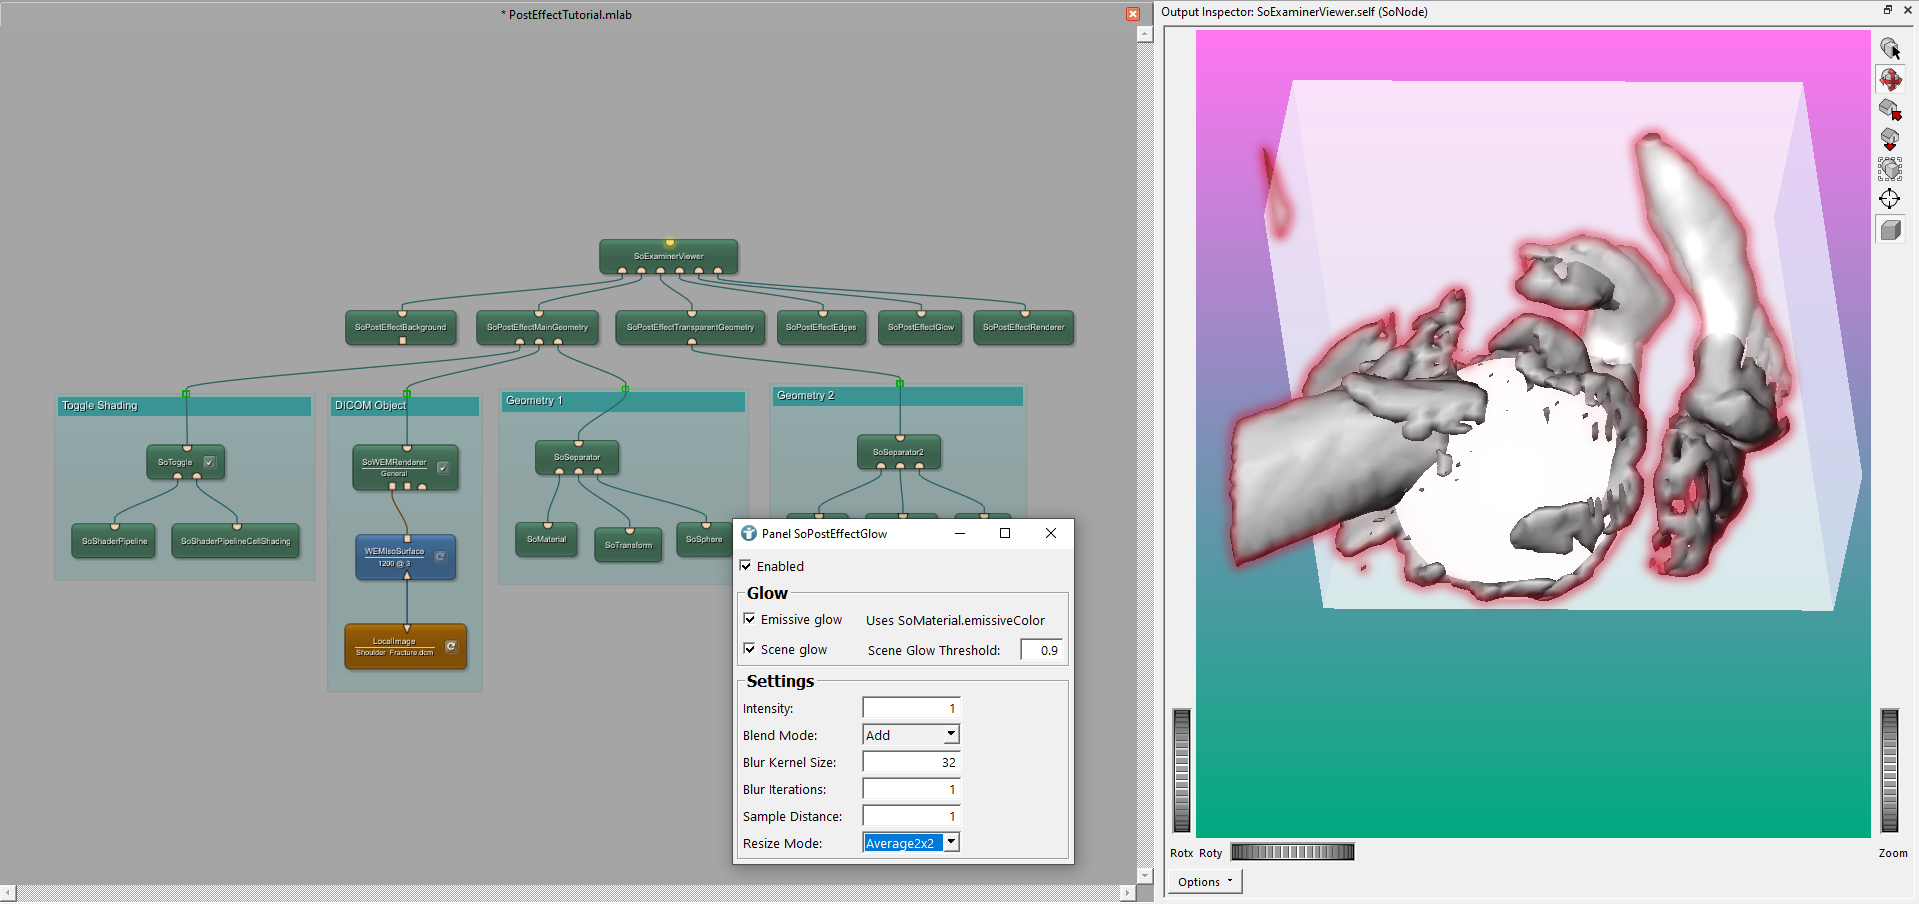 * PostEffectTutorial.mlab
SoExaminerViewer
SoPostEffectBackground
SoPostEffectMainGeometry
SoPostEffectTransparentGeometry
SoPostEffectEdges
SoPostEffectGlow
SoPostEffectRenderer
Toggle Shading
SoToggle
SoShaderPipeline
SoShaderPipelineCellShading
DICOM Object
SoWEMRenderer
General
WEMIsoSurface
1200 @ 3
LocalImage
Shoulder Fracture.dcm
Geometry 1
SoSeparator
SoMaterial
SoTransform
SoSphere
Geometry 2
SoSeparator2
Panel SoPostEffectGlow
Enabled
Glow
Emissive glow Uses SoMaterial.emissiveColor
Scene glow Scene Glow Threshold: 0.9
Settings
Intensity: 1
Blend Mode: Add
Blur Kernel Size: 32
Blur Iterations: 1
Sample Distance: 1
Resize Mode: Average2x2
Output Inspector: SoExaminerViewer.self (SoNode)
Rotx Roty
Zoom
Options